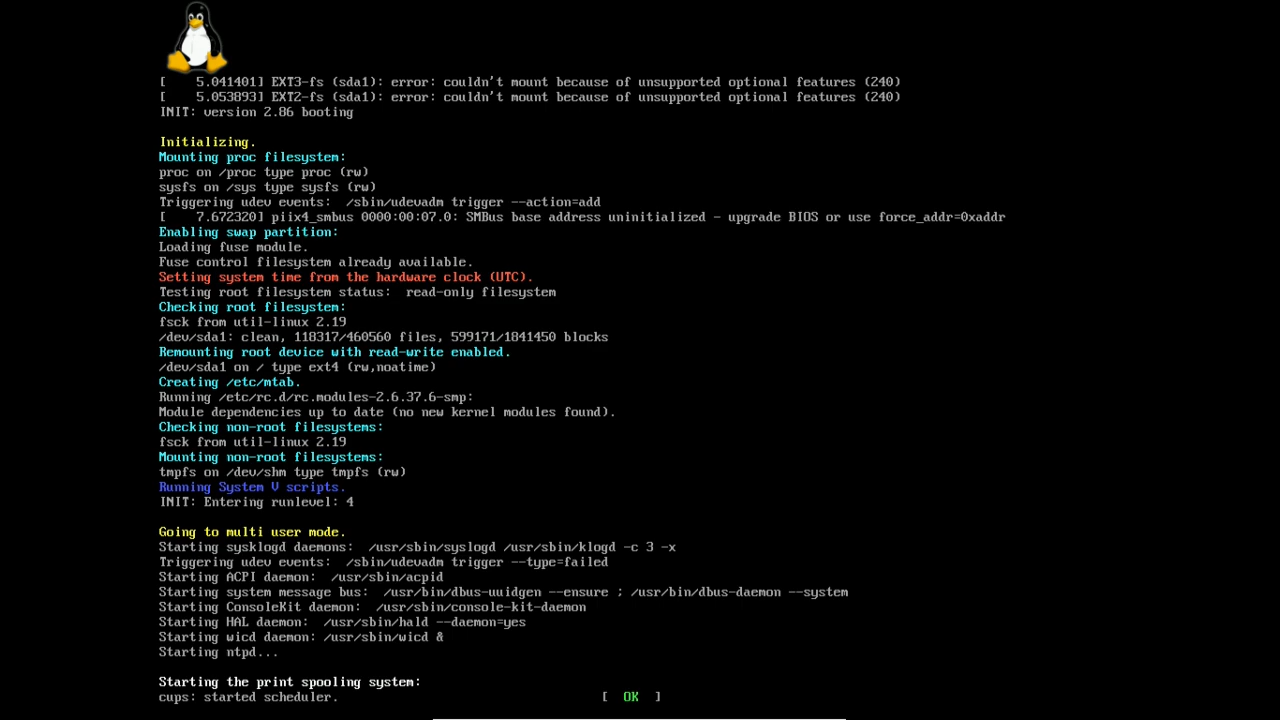 [    5.041401] EXT3-fs (sda1): error: couldn't mount because of unsupported optional features (240)
[    5.053893] EXT2-fs (sda1): error: couldn't mount because of unsupported optional features (240)
INIT: version 2.86 booting
Initializing.
Mounting proc filesystem:
proc on /proc type proc (rw)
sysfs on /sys type sysfs (rw)
Triggering udev events:  /sbin/udevadm trigger --action=add
[    7.672320] piix4_smbus 0000:00:07.0: SMBus base address uninitialized - upgrade BIOS or use force_addr=0xaddr
Enabling swap partition:
Loading fuse module.
Fuse control filesystem already available.
Setting system time from the hardware clock (UTC).
Testing root filesystem status:  read-only filesystem
Checking root filesystem:
fsck from util-linux 2.19
/dev/sda1: clean, 118317/460560 files, 599171/1841450 blocks
Remounting root device with read-write enabled.
/dev/sda1 on / type ext4 (rw,noatime)
Creating /etc/mtab.
Running /etc/rc.d/rc.modules-2.6.37.6-smp:
Module dependencies up to date (no new kernel modules found).
Checking non-root filesystems:
fsck from util-linux 2.19
Mounting non-root filesystems:
tmpfs on /dev/shm type tmpfs (rw)
Running System V scripts.
INIT: Entering runlevel: 4
Going to multi user mode.
Starting sysklogd daemons:  /usr/sbin/syslogd /usr/sbin/klogd -c 3 -x
Triggering udev events:  /sbin/udevadm trigger --type=failed
Starting ACPI daemon:  /usr/sbin/acpid
Starting system message bus:  /usr/bin/dbus-uuidgen --ensure ; /usr/bin/dbus-daemon --system
Starting ConsoleKit daemon:  /usr/sbin/console-kit-daemon
Starting HAL daemon:  /usr/sbin/hald --daemon=yes
Starting wicd daemon: /usr/sbin/wicd &
Starting ntpd...
Starting the print spooling system:
cups: started scheduler.                                   [  OK  ]